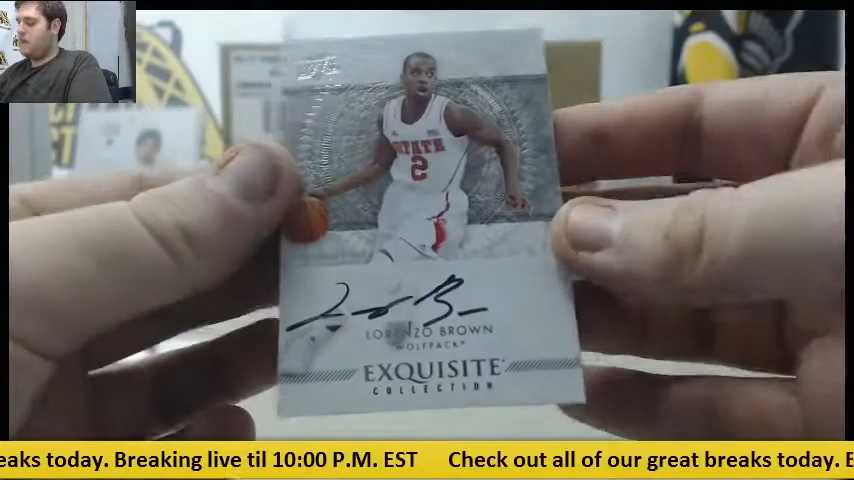 STATE
2
LORENZO BROWN
WOLFPACK
EXQUISITE
COLLECTION
eaks today. Breaking live til 10:00 P.M. EST Check out all of our great breaks today. B